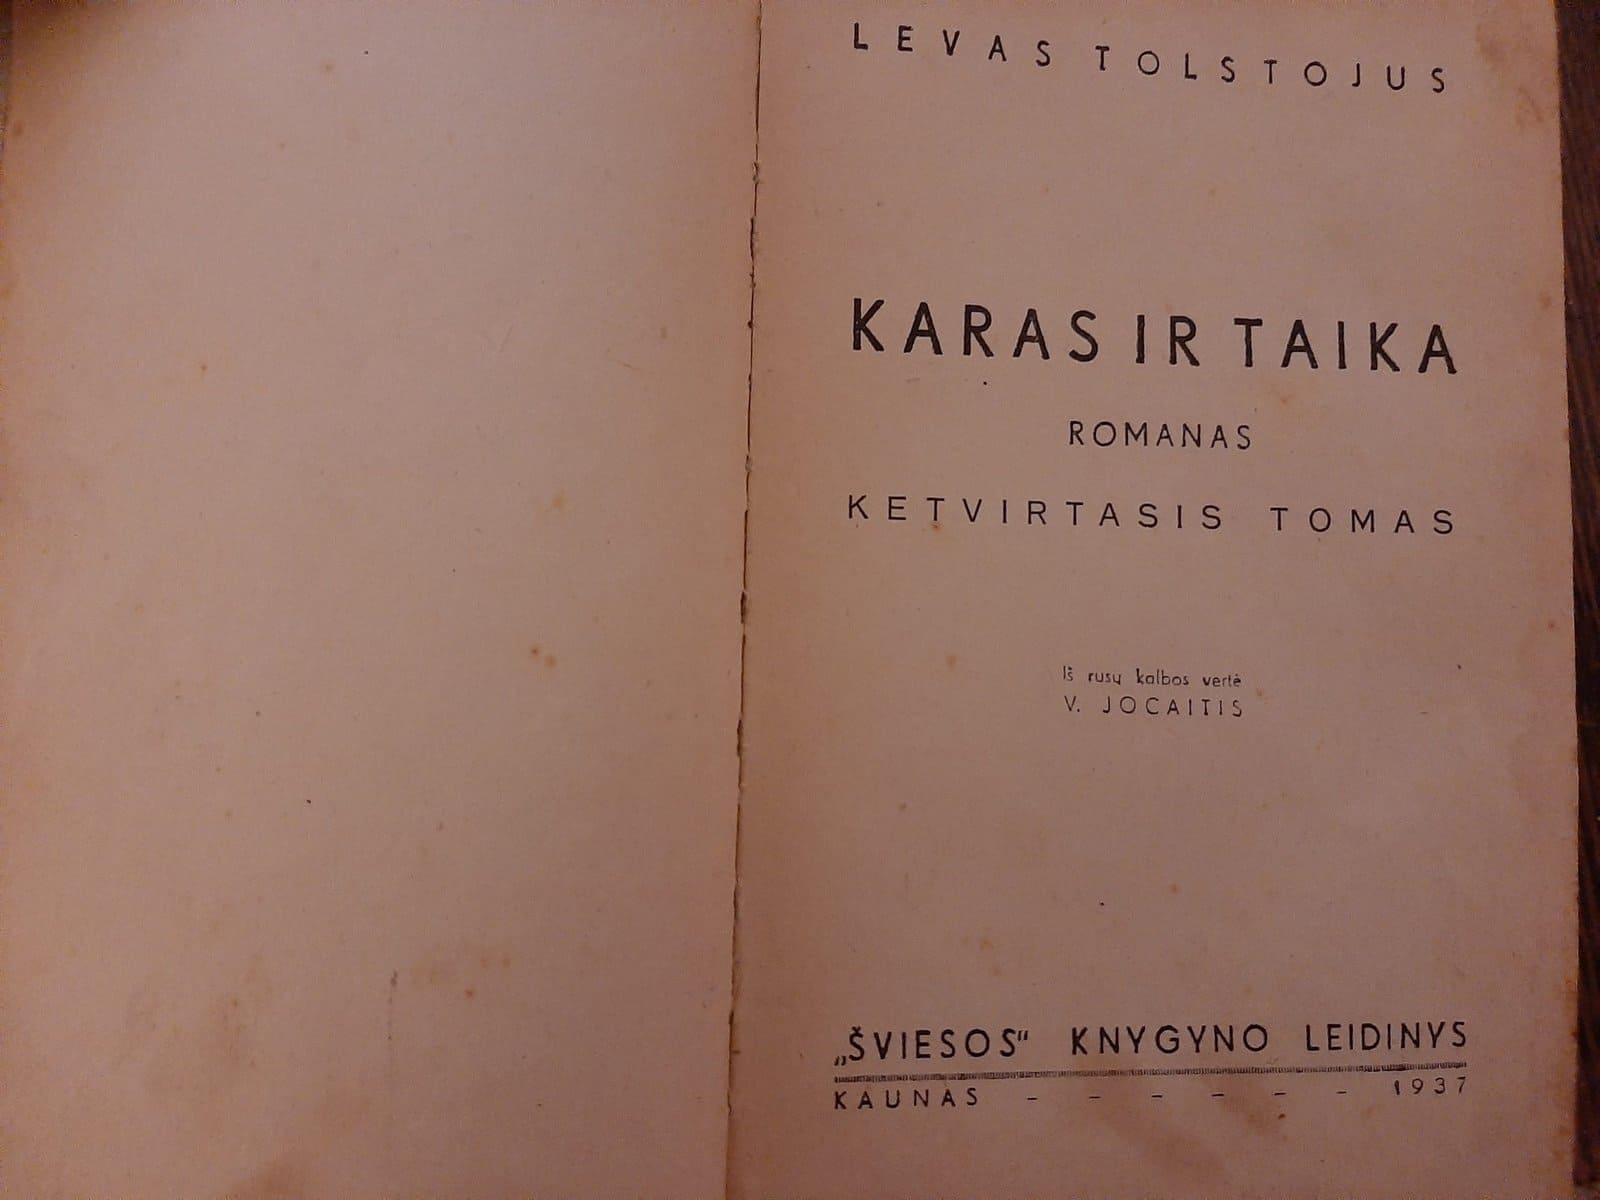 LEVAS TOLSTOJUS
KARAS IR TAIKA
ROMANAS
KETVIRTASIS TOMAS
Iš rusų kalbos vertė
V. JOCAITIS
„ŠVIESOS“ KNYGYNO LEIDINYS
KAUNAS - - - - - - 1937